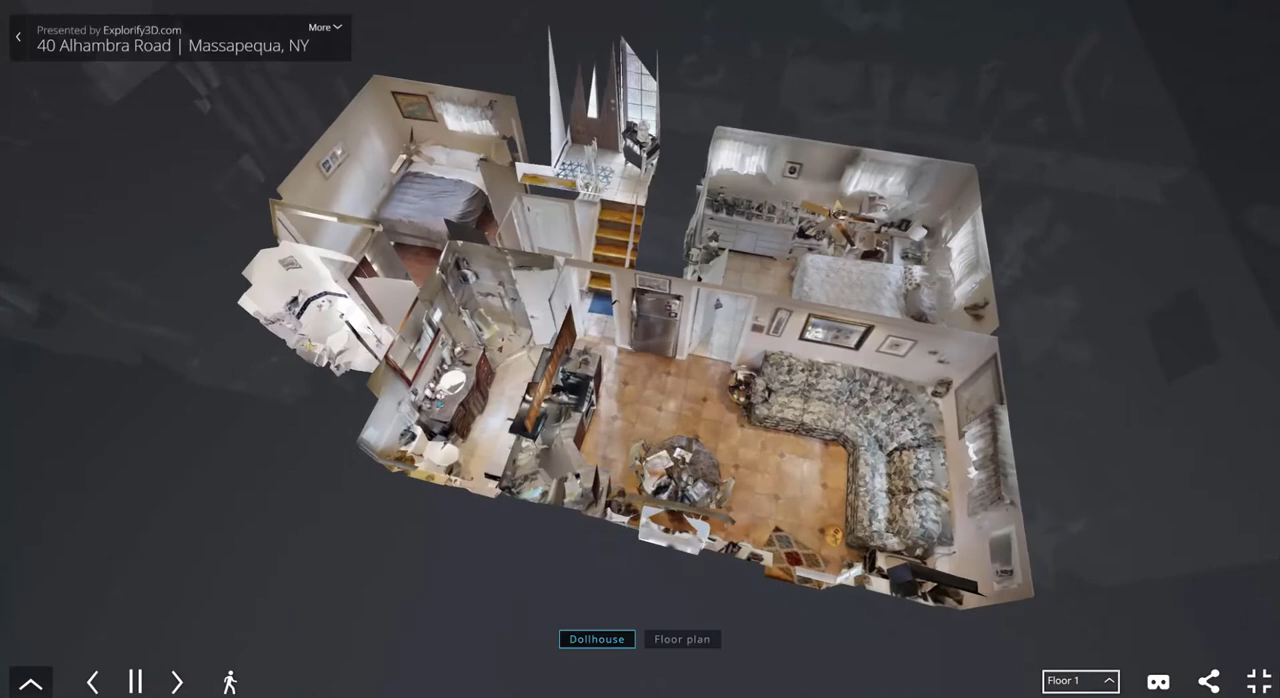 Presented by Explorify3D.com
More
40 Alhambra Road | Massapequa, NY
Dollhouse
Floor plan
Floor 1